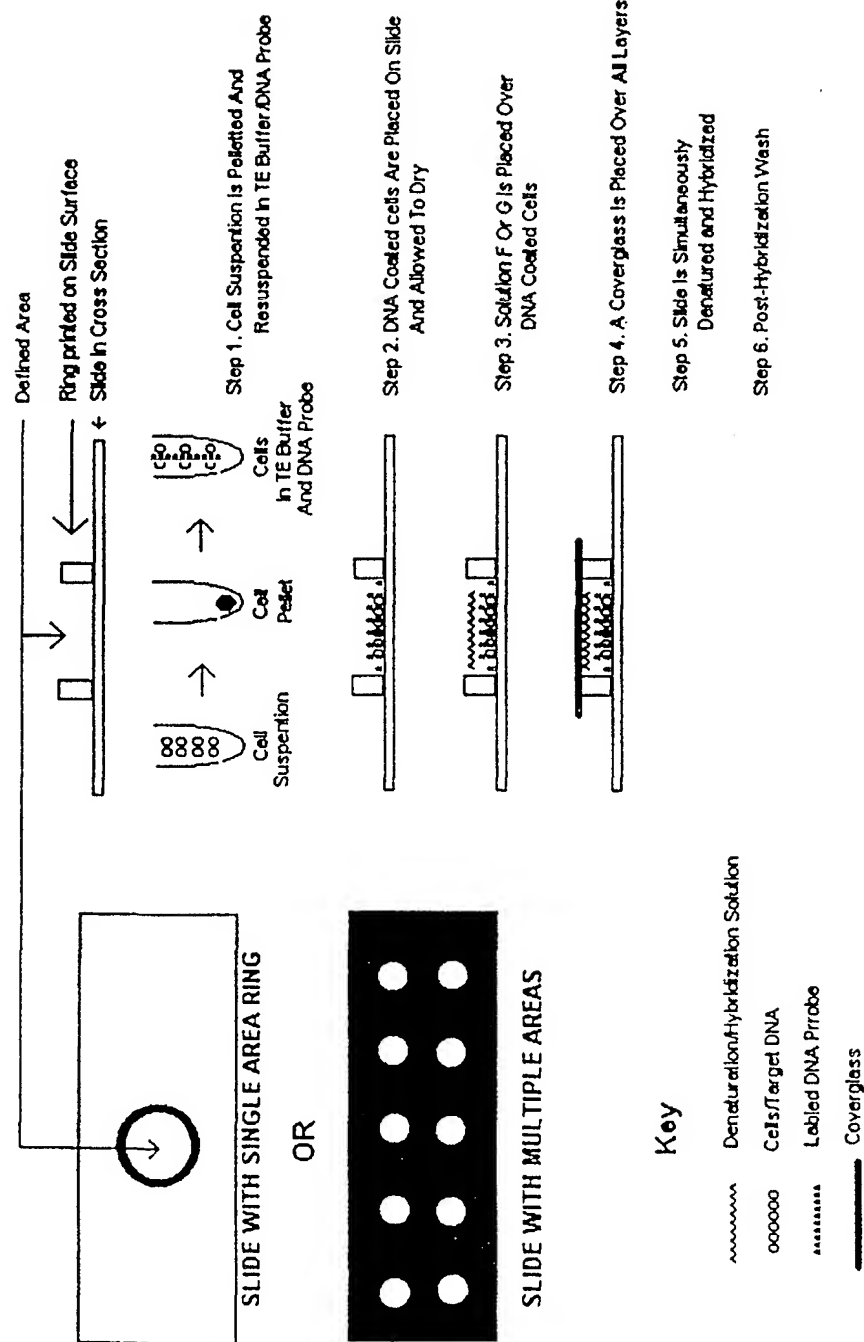 Defined Area
Ring printed on Slide Surface
← Slide In Cross Section
Cell
Suspention
Cell
Pellet
Cells
In TE Buffer
And DNA Probe
Step 1. Cell Suspention Is Pelletted And
Resuspended In TE Buffer/DNA Probe
Step 2. DNA Coated cells Are Placed On Slide
And Allowed To Dry
Step 3. Solution F Or G Is Placed Over
DNA Coated Cells
Step 4. A Coverglass Is Placed Over All Layers
Step 5. Slide Is Simultaneously
Denatured and Hybridized
Step 6. Post-Hybridization Wash
SLIDE WITH SINGLE AREA RING
OR
SLIDE WITH MULTIPLE AREAS
Key
Denaturation/Hybridization Solution
Cells/Target DNA
Labled DNA Prrobe
Coverglass